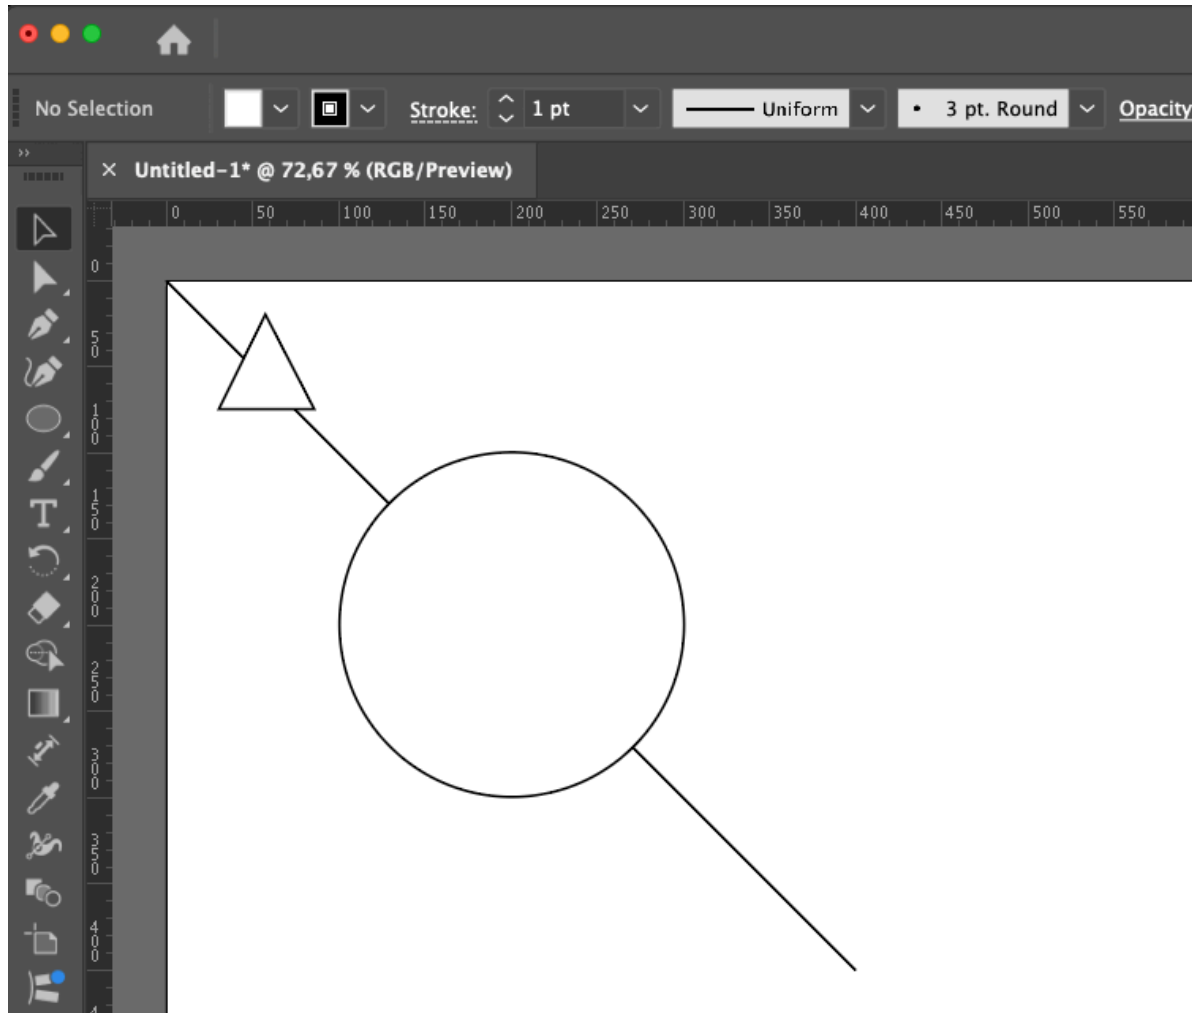 No Selection Stroke: 1 pt Uniform 3 pt. Round Opacity
Untitled-1* @ 72,67 % (RGB/Preview)
0 50 100 150 200 250 300 350 400 450 500 550
0
50
100
150
200
250
300
350
400
4
T